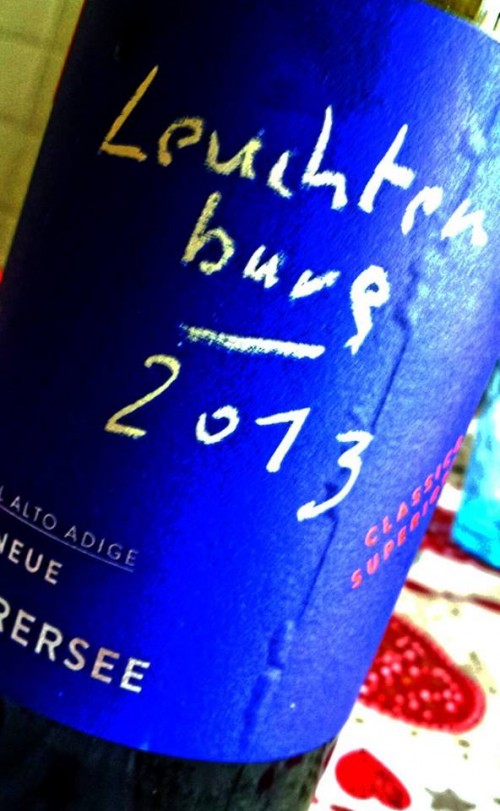 Leuchten
burg
2013
CLASSICO
SUPERIORE
ALTO ADIGE
NEUE
RERSEE